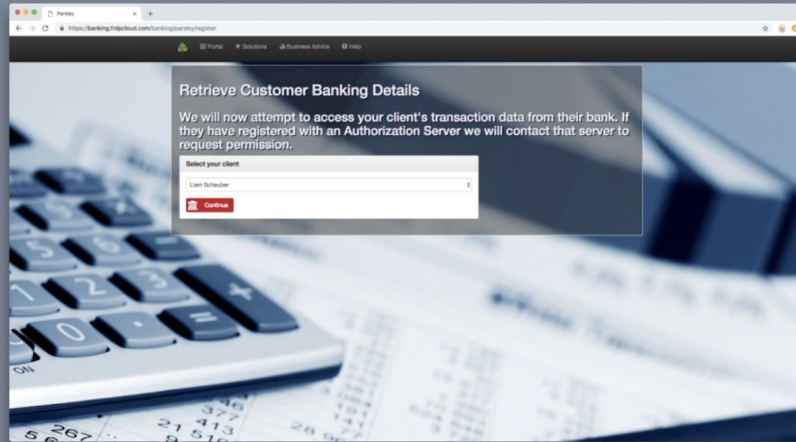 Parsley
https://banking.frdpcloud.com/banking/parsley/register
Portal Solutions Business Advice Help
Retrieve Customer Banking Details
We will now attempt to access your client's transaction data from their bank. If
they have registered with an Authorization Server we will contact that server to
request permission.
Select your client
Liam Scheuber
Continue
ON